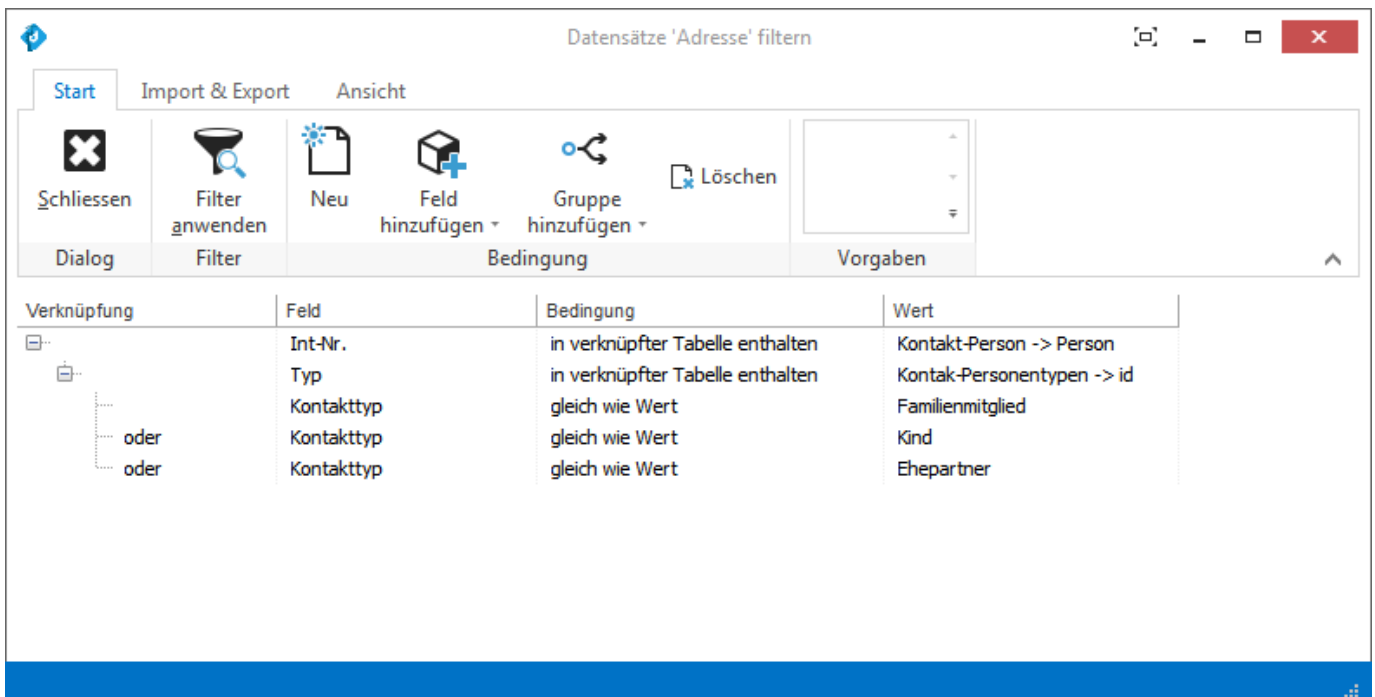 Datensätze 'Adresse' filtern
Start Import & Export Ansicht
Schliessen
Filter
anwenden
Neu
Feld
hinzufügen
Gruppe
hinzufügen
Löschen
Dialog Filter Bedingung Vorgaben
Verknüpfung Feld Bedingung Wert
Int-Nr. in verknüpfter Tabelle enthalten Kontakt-Person -> Person
Typ in verknüpfter Tabelle enthalten Kontak-Personentypen -> id
Kontakttyp gleich wie Wert Familienmitglied
oder Kontakttyp gleich wie Wert Kind
oder Kontakttyp gleich wie Wert Ehepartner